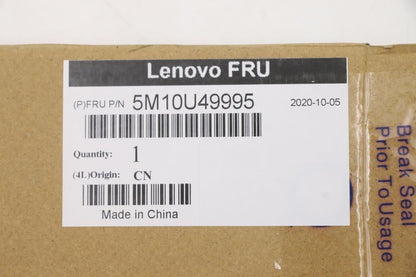 Lenovo FRU
(P)FRU P/N 5M10U49995 2020-10-05
Quantity: 1
(4L)Origin: CN
Made in China
Break Seal
Prior To Usage